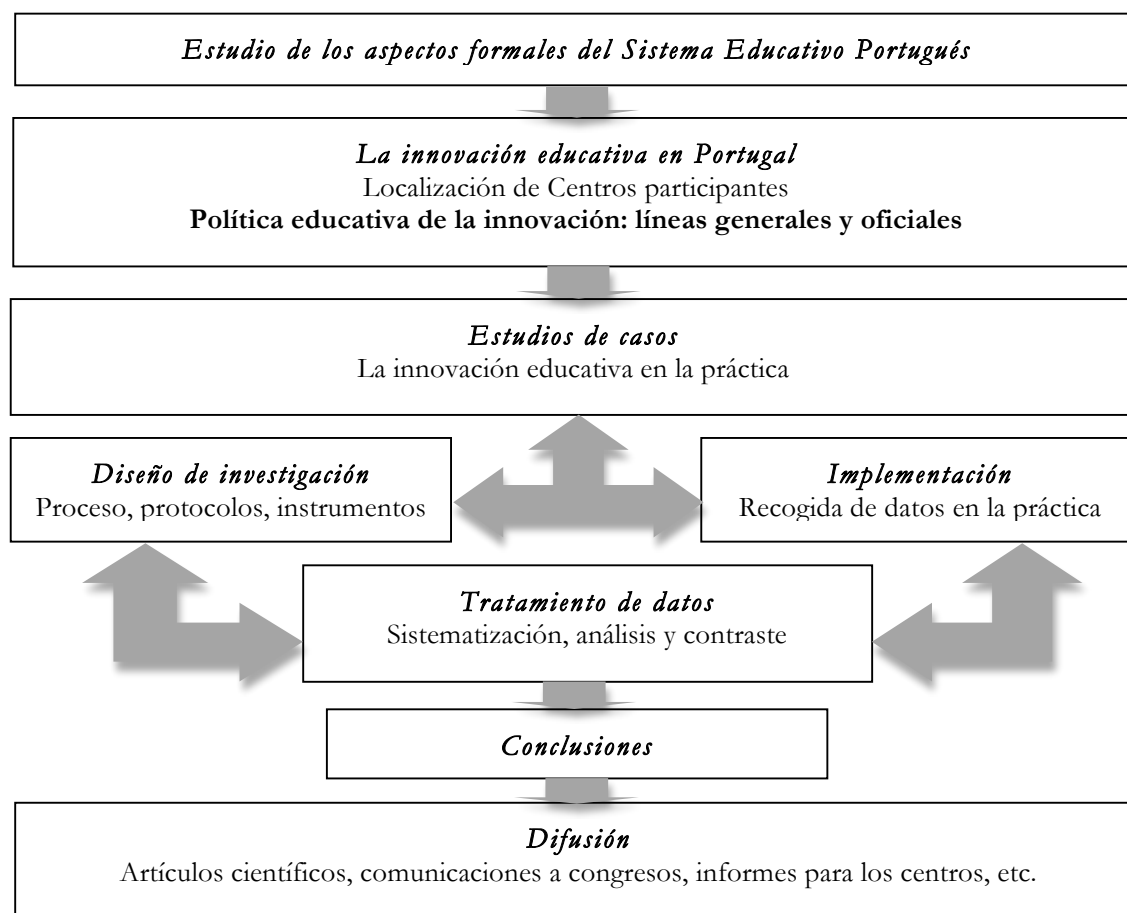 Estudio de los aspectos formales del Sistema Educativo Portugués
La innovación educativa en Portugal
Localización de Centros participantes
Política educativa de la innovación: líneas generales y oficiales
Estudios de casos
La innovación educativa en la práctica
Diseño de investigación
Proceso, protocolos, instrumentos
Implementación
Recogida de datos en la práctica
Tratamiento de datos
Sistematización, análisis y contraste
Conclusiones
Difusión
Artículos científicos, comunicaciones a congresos, informes para los centros, etc.